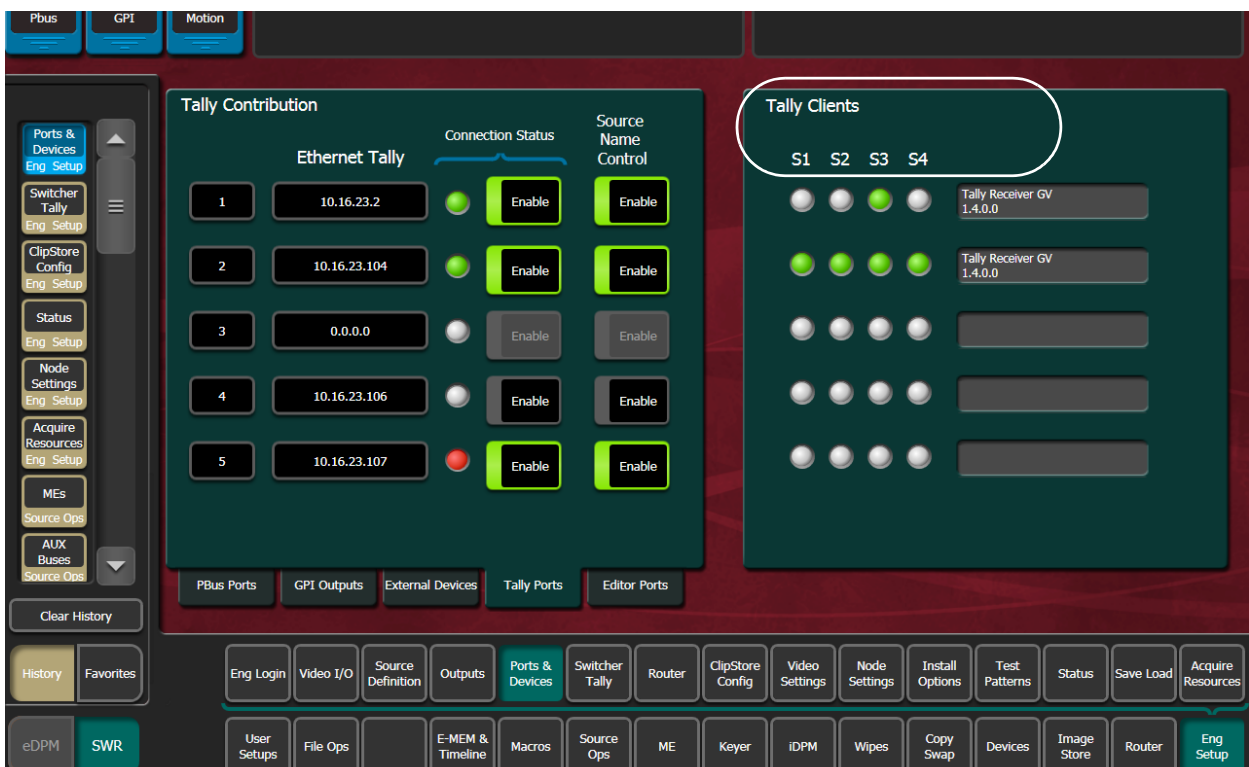 Pbus
GPI
Motion
Tally Contribution
Ethernet Tally
Connection Status
Source
Name
Control
1
10.16.23.2
Enable
Enable
2
10.16.23.104
Enable
Enable
3
0.0.0.0
Enable
Enable
4
10.16.23.106
Enable
Enable
5
10.16.23.107
Enable
Enable
PBus Ports
GPI Outputs
External Devices
Tally Ports
Editor Ports
Tally Clients
S1 S2 S3 S4
Tally Receiver GV
1.4.0.0
Tally Receiver GV
1.4.0.0
Ports &
Devices
Eng Setup
Switcher
Tally
Eng Setup
ClipStore
Config
Eng Setup
Status
Eng Setup
Node
Settings
Eng Setup
Acquire
Resources
Eng Setup
MEs
Source Ops
AUX
Buses
Source Ops
Clear History
History
Favorites
eDPM
SWR
Eng Login
Video I/O
Source
Definition
Outputs
Ports &
Devices
Switcher
Tally
Router
ClipStore
Config
Video
Settings
Node
Settings
Install
Options
Test
Patterns
Status
Save Load
Acquire
Resources
User
Setups
File Ops
E-MEM &
Timeline
Macros
Source
Ops
ME
Keyer
iDPM
Wipes
Copy
Swap
Devices
Image
Store
Router
Eng
Setup